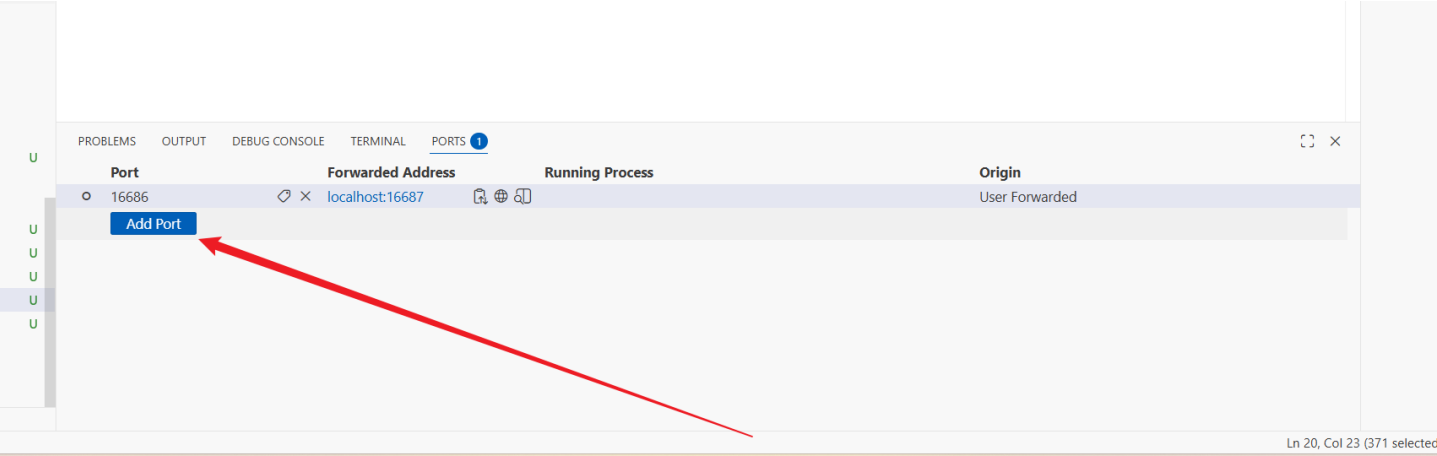 PROBLEMS OUTPUT DEBUG CONSOLE TERMINAL PORTS 1
U
Port Forwarded Address Running Process Origin
16686 localhost:16687 User Forwarded
Add Port
U
U
U
U
U
Ln 20, Col 23 (371 selected